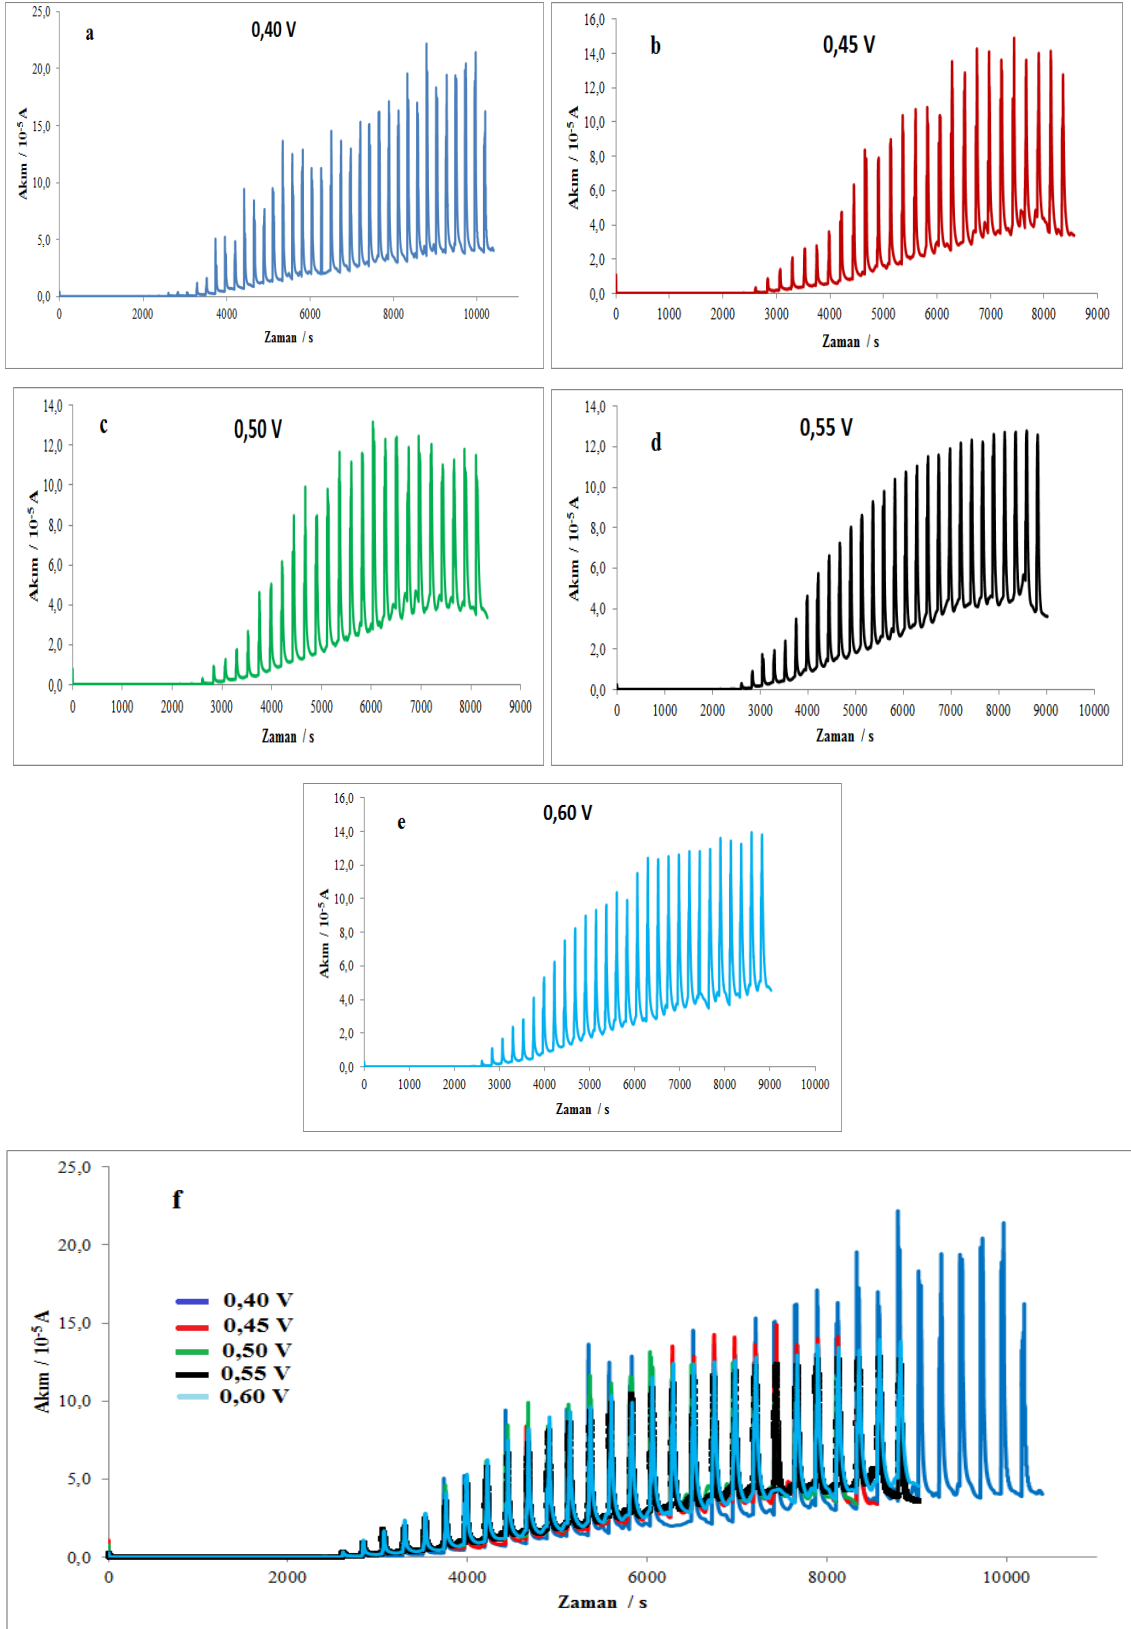 a
0,40 V
25,0
20,0
15,0
10,0
5,0
0,0
Akım / 10-5 A
0 2000 4000 6000 8000 10000
Zaman / s
b
0,45 V
16,0
14,0
12,0
10,0
8,0
6,0
4,0
2,0
0,0
Akım / 10-5 A
0 1000 2000 3000 4000 5000 6000 7000 8000 9000
Zaman / s
c
0,50 V
14,0
12,0
10,0
8,0
6,0
4,0
2,0
0,0
Akım / 10-5 A
0 1000 2000 3000 4000 5000 6000 7000 8000 9000
Zaman / s
d
0,55 V
14,0
12,0
10,0
8,0
6,0
4,0
2,0
0,0
Akım / 10-5 A
0 1000 2000 3000 4000 5000 6000 7000 8000 9000 10000
Zaman / s
e
0,60 V
16,0
14,0
12,0
10,0
8,0
6,0
4,0
2,0
0,0
Akım / 10-5 A
0 1000 2000 3000 4000 5000 6000 7000 8000 9000 10000
Zaman / s
f
25,0
20,0
15,0
10,0
5,0
0,0
Akım / 10-5 A
0,40 V
0,45 V
0,50 V
0,55 V
0,60 V
0 2000 4000 6000 8000 10000
Zaman / s